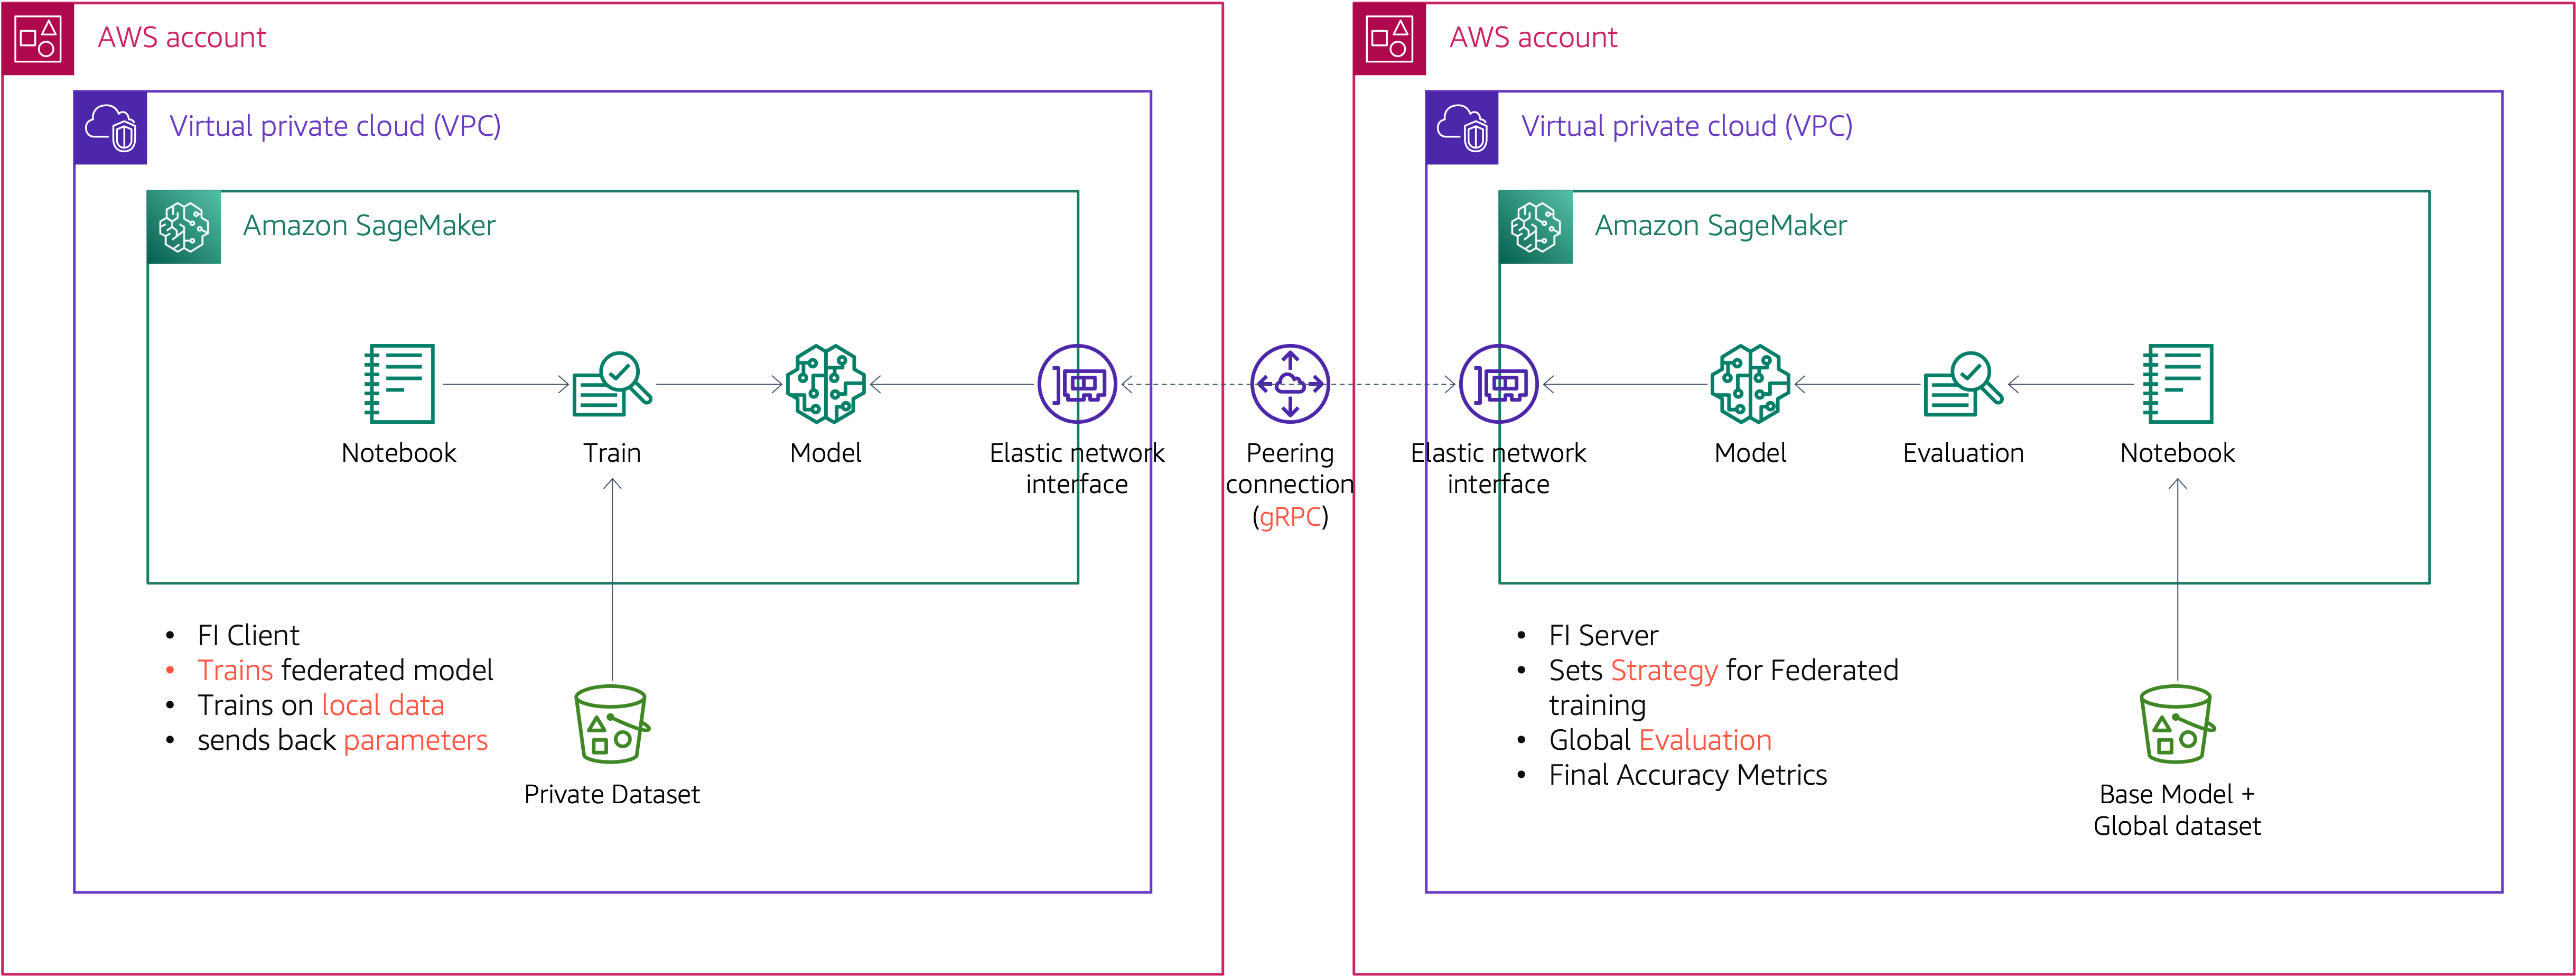 AWS account
Virtual private cloud (VPC)
Amazon SageMaker
Notebook
Train
Model
Elastic network
interface
• FI Client
• Trains federated model
• Trains on local data
• sends back parameters
Private Dataset
Peering
connection
(gRPC)
AWS account
Virtual private cloud (VPC)
Amazon SageMaker
Elastic network
interface
Model
Evaluation
Notebook
• FI Server
• Sets Strategy for Federated
training
• Global Evaluation
• Final Accuracy Metrics
Base Model +
Global dataset